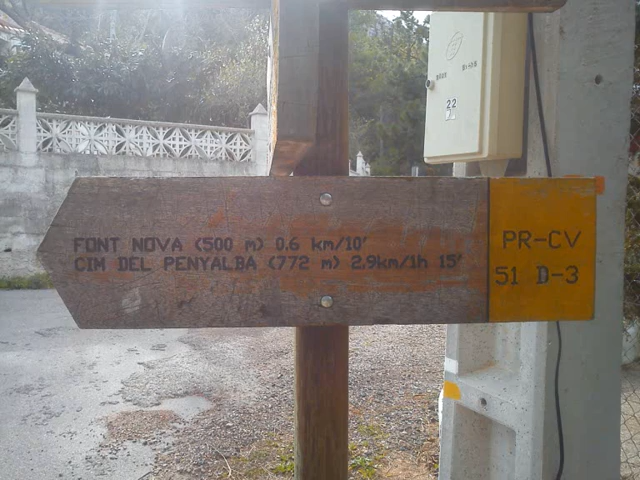 FONT NOVA (500 m) 0.6 km/10'
CIM DEL PENYALBA (772 m) 2,9km/1h 15'
PR-CV
51 D-3
22